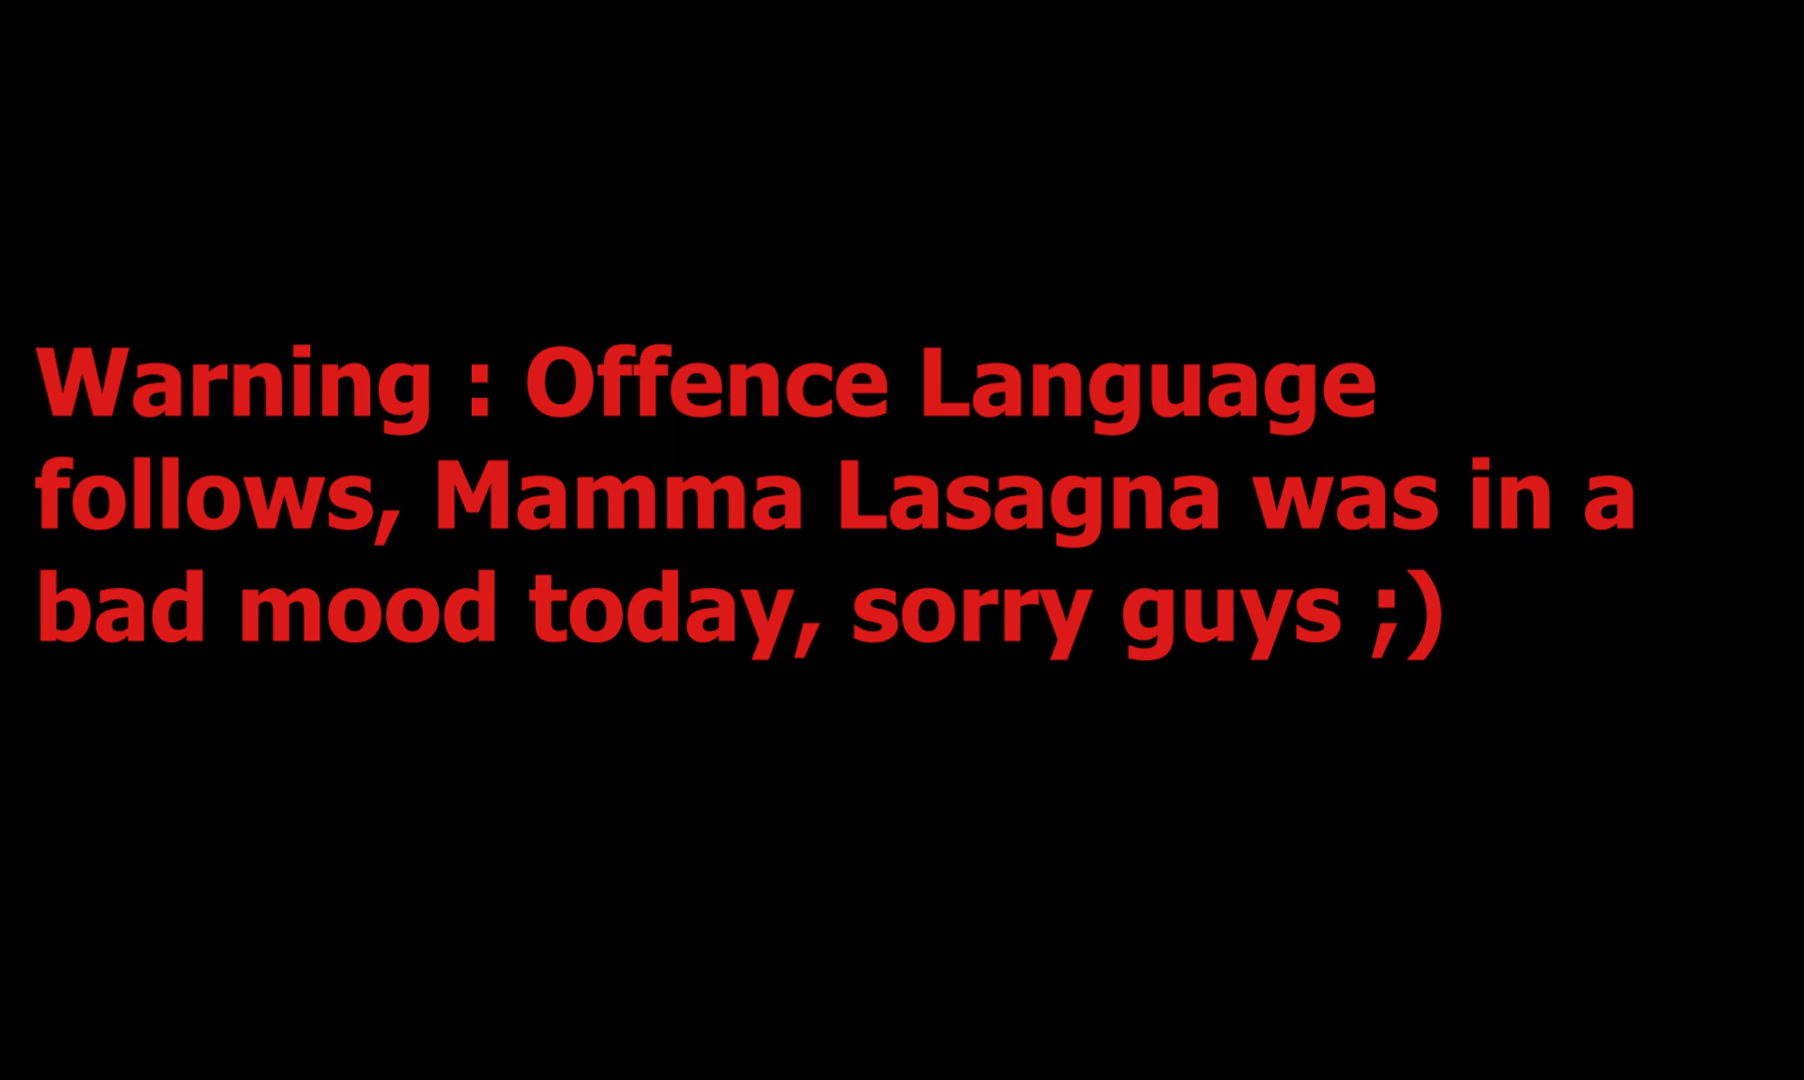 Warning : Offence Language
follows, Mamma Lasagna was in a
bad mood today, sorry guys ;)